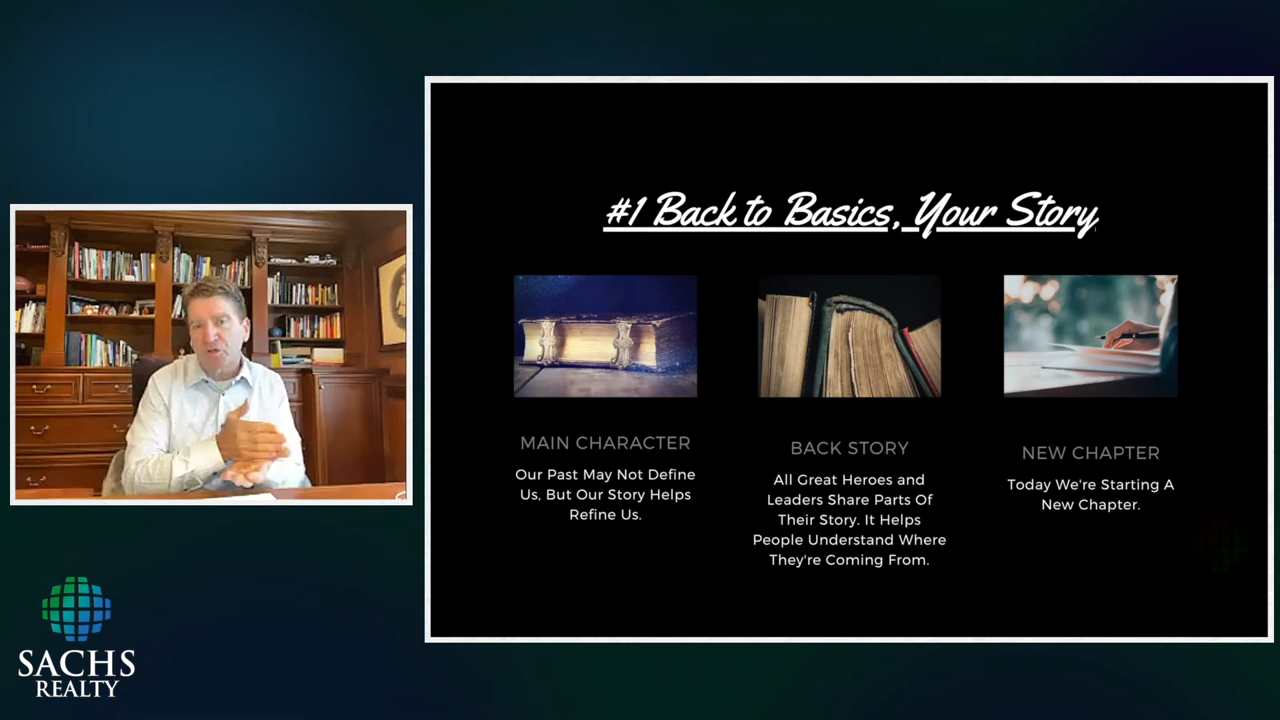 #1 Back to Basics, Your Story
MAIN CHARACTER
Our Past May Not Define
Us, But Our Story Helps
Refine Us.
BACK STORY
All Great Heroes and
Leaders Share Parts Of
Their Story. It Helps
People Understand Where
They're Coming From.
NEW CHAPTER
Today We're Starting A
New Chapter.
SACHS
REALTY